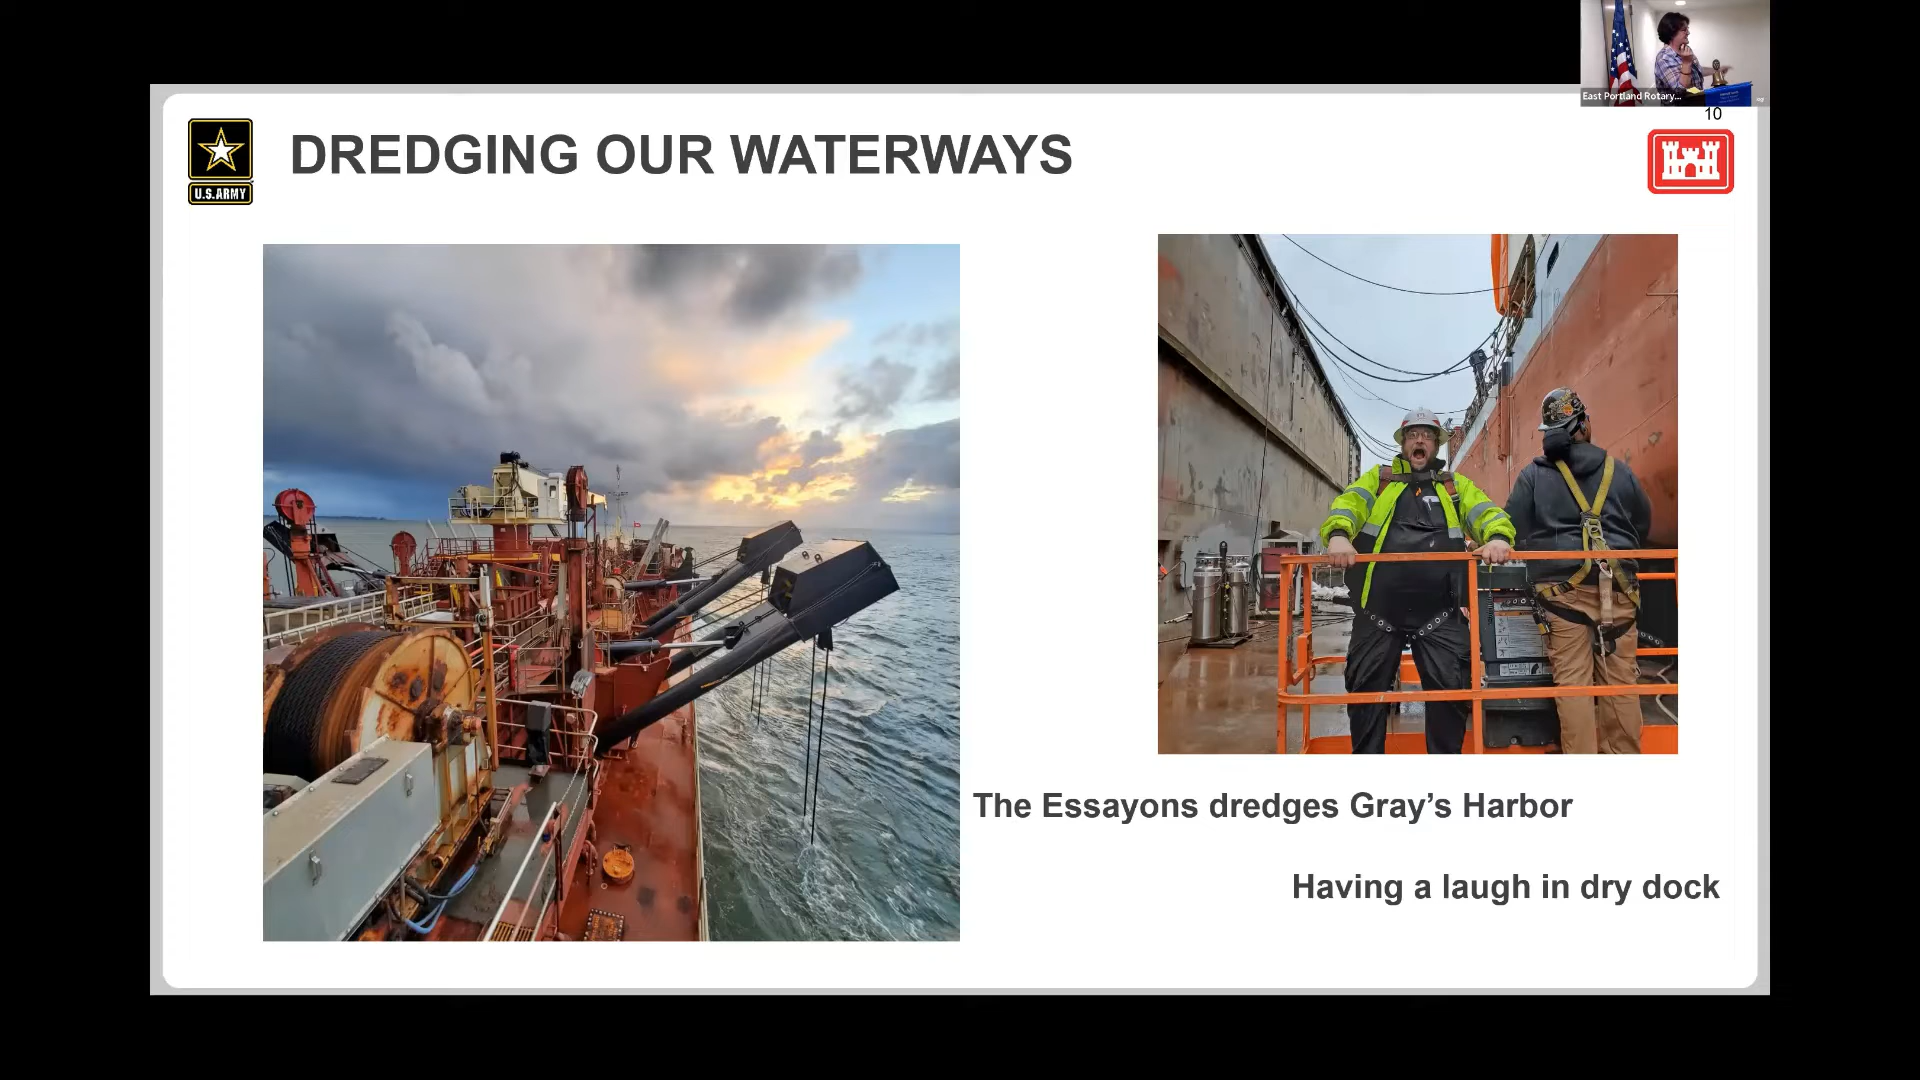 East Portland Rotary...
10
U.S.ARMY
DREDGING OUR WATERWAYS
The Essayons dredges Gray's Harbor
Having a laugh in dry dock